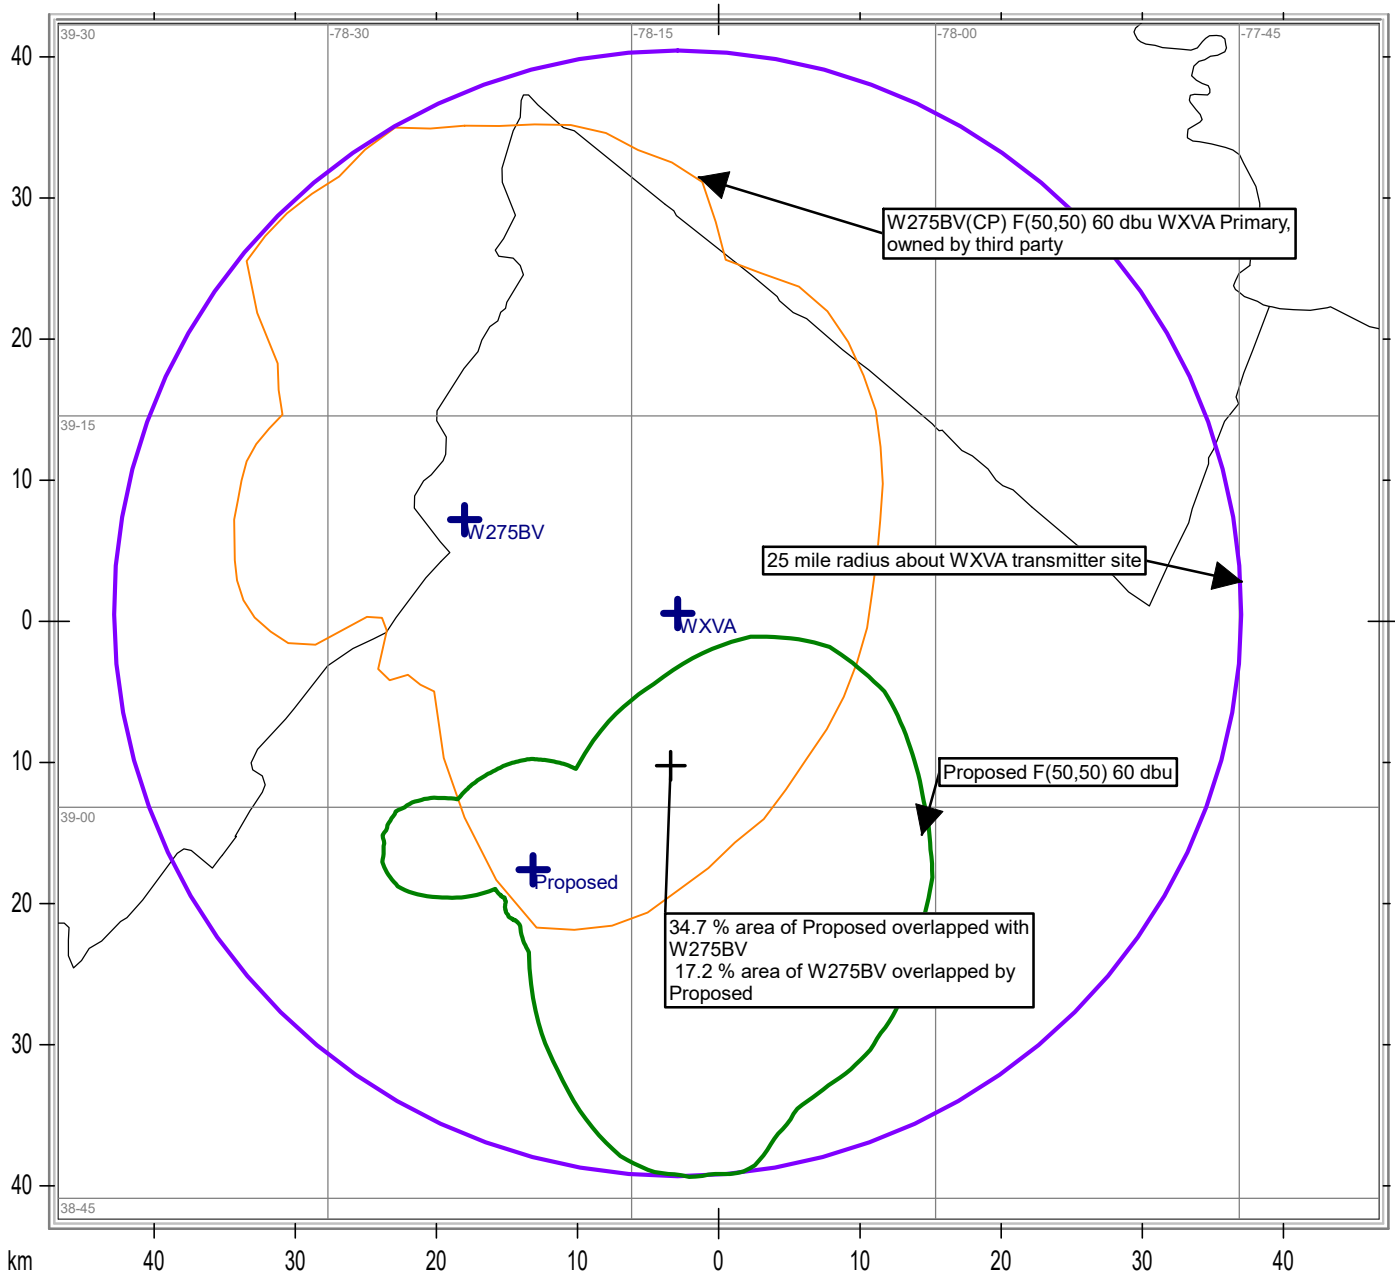 39-30
-78-30
-78-15
-78-00
-77-45
40
W275BV(CP) F(50,50) 60 dbu WXVA Primary,
owned by third party
30
20
39-15
10
W275BV
25 mile radius about WXVA transmitter site
0
WXVA
10
Proposed F(50,50) 60 dbu
39-00
Proposed
20
34.7 % area of Proposed overlapped with
W275BV
17.2 % area of W275BV overlapped by
Proposed
30
40
38-45
km
40
30
20
10
0
10
20
30
40